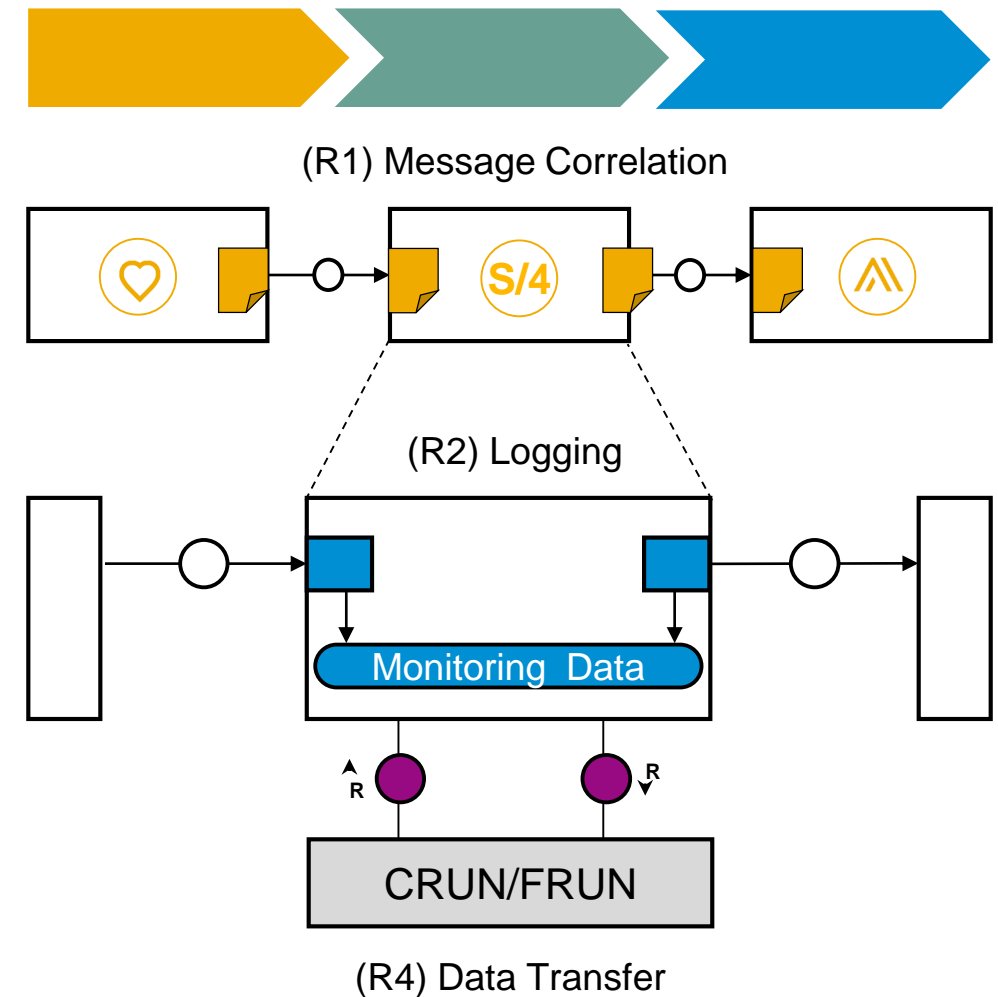 (R1) Message Correlation
S/4
(R2) Logging
Monitoring Data
R
R
CRUN/FRUN
(R4) Data Transfer